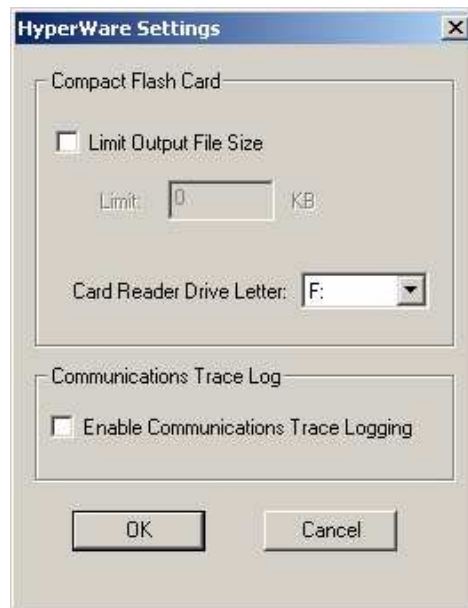 HyperWare Settings
Compact Flash Card
Limit Output File Size
Limit: 0 KB
Card Reader Drive Letter: F:
Communications Trace Log
Enable Communications Trace Logging
OK Cancel